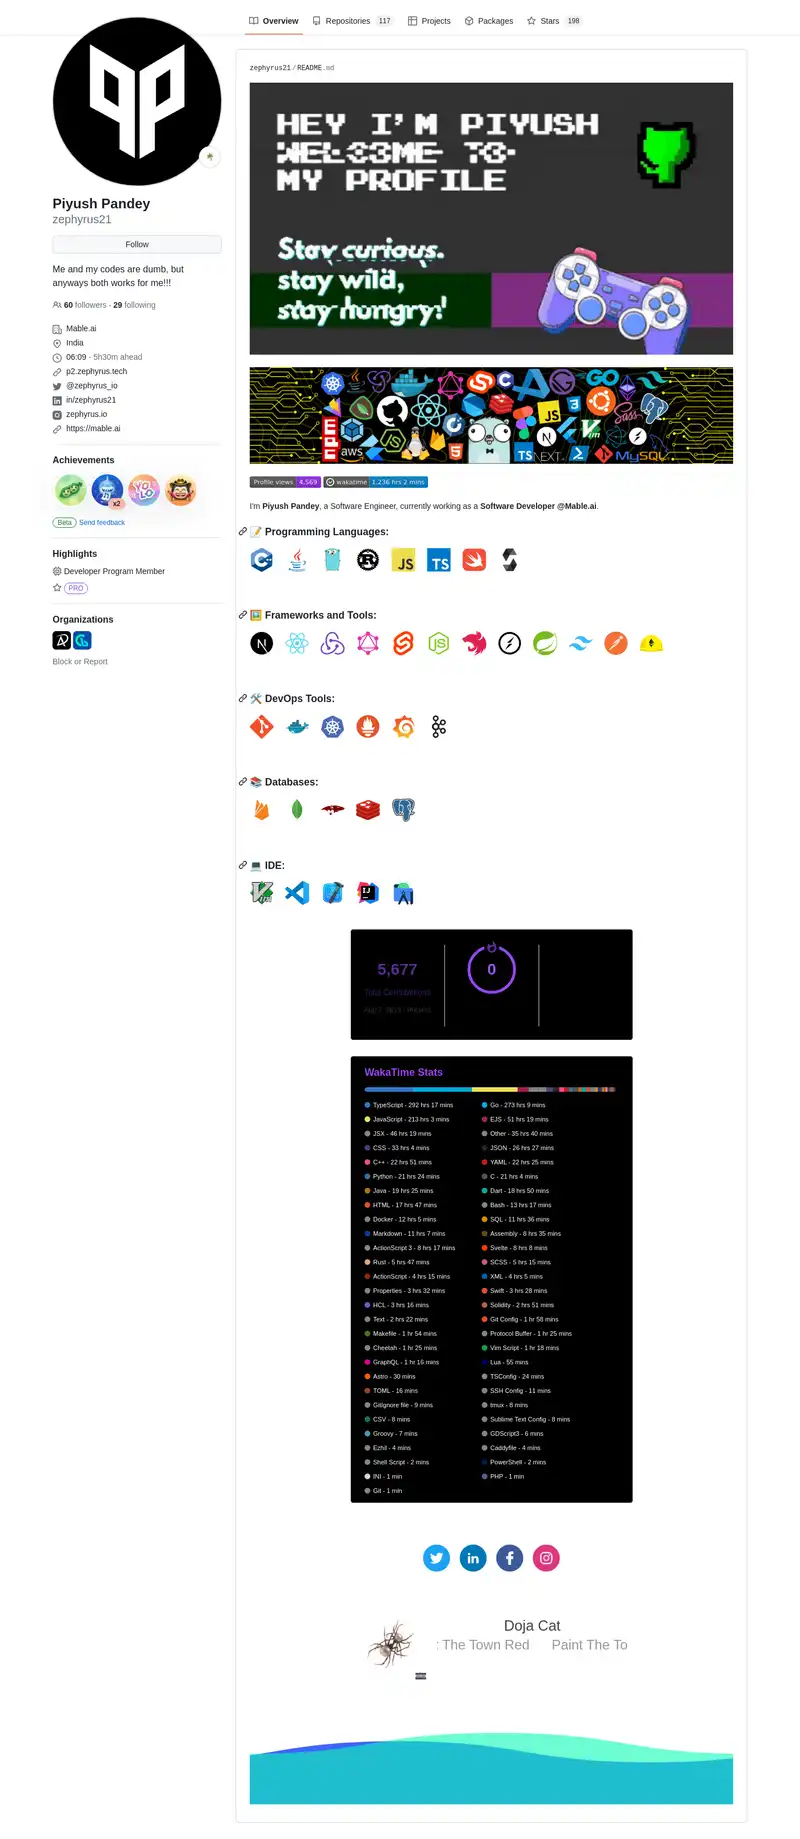 Overview
Repositories 117
Projects
Packages
Stars 198
Piyush Pandey
zephyrus21
Follow
Me and my codes are dumb, but
anyways both works for me!!!
60 followers · 29 following
Mable.ai
India
06:09 - 5h30m ahead
p2.zephyrus.tech
@zephyrus_io
in/zephyrus21
zephyrus.io
https://mable.ai
Achievements
YOLO
x2
Beta Send feedback
Highlights
Developer Program Member
PRO
Organizations
Block or Report
zephyrus21/README.md
HEY I'M PIYUSH
WELCOME TO
MY PROFILE
Stay curious.
stay wild,
stay hungry!
GO
JS
Sass
aws
TS
NEXT
Vim
MySQL
Profile views 4,569
wakatime 1,236 hrs 2 mins
I'm Piyush Pandey, a Software Engineer, currently working as a Software Developer @Mable.ai.
📝 Programming Languages:
JS
TS
🖼️ Frameworks and Tools:
🛠️ DevOps Tools:
📚 Databases:
💻 IDE:
5,677
Total Contributions
0
WakaTime Stats
TypeScript - 292 hrs 17 mins
Go - 273 hrs 9 mins
JavaScript - 213 hrs 3 mins
EJS - 51 hrs 19 mins
JSX - 46 hrs 19 mins
Other - 35 hrs 40 mins
CSS - 33 hrs 4 mins
JSON - 26 hrs 27 mins
C++ - 22 hrs 51 mins
YAML - 22 hrs 25 mins
Python - 21 hrs 24 mins
C - 21 hrs 4 mins
Java - 19 hrs 25 mins
Dart - 18 hrs 50 mins
HTML - 17 hrs 47 mins
Bash - 13 hrs 17 mins
Docker - 12 hrs 5 mins
SQL - 11 hrs 36 mins
Markdown - 11 hrs 7 mins
Assembly - 8 hrs 35 mins
ActionScript 3 - 8 hrs 17 mins
Svelte - 8 hrs 8 mins
Rust - 5 hrs 47 mins
SCSS - 5 hrs 15 mins
ActionScript - 4 hrs 15 mins
XML - 4 hrs 5 mins
Properties - 3 hrs 32 mins
Swift - 3 hrs 28 mins
HCL - 3 hrs 16 mins
Solidity - 2 hrs 51 mins
Text - 2 hrs 22 mins
Git Config - 1 hr 58 mins
Makefile - 1 hr 54 mins
Protocol Buffer - 1 hr 25 mins
Cheetah - 1 hr 25 mins
Vim Script - 1 hr 18 mins
GraphQL - 1 hr 16 mins
Lua - 55 mins
Astro - 30 mins
TSConfig - 24 mins
TOML - 16 mins
SSH Config - 11 mins
GitIgnore file - 9 mins
tmux - 8 mins
CSV - 8 mins
Sublime Text Config - 8 mins
Groovy - 7 mins
GDScript3 - 6 mins
Ezhil - 4 mins
Caddyfile - 4 mins
Shell Script - 2 mins
PowerShell - 2 mins
INI - 1 min
PHP - 1 min
Git - 1 min
Doja Cat
: The Town Red Paint The To